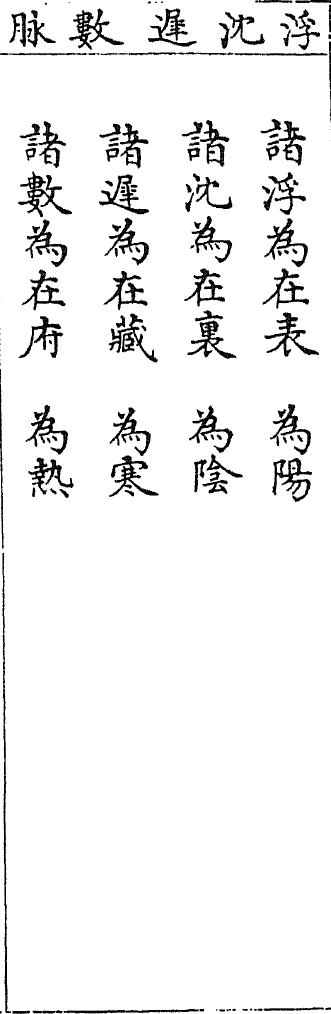 浮沈遲數脉
諸浮為在表　為陽
諸沈為在裏　為陰
諸遲為在藏　為寒
諸數為在府　為熱